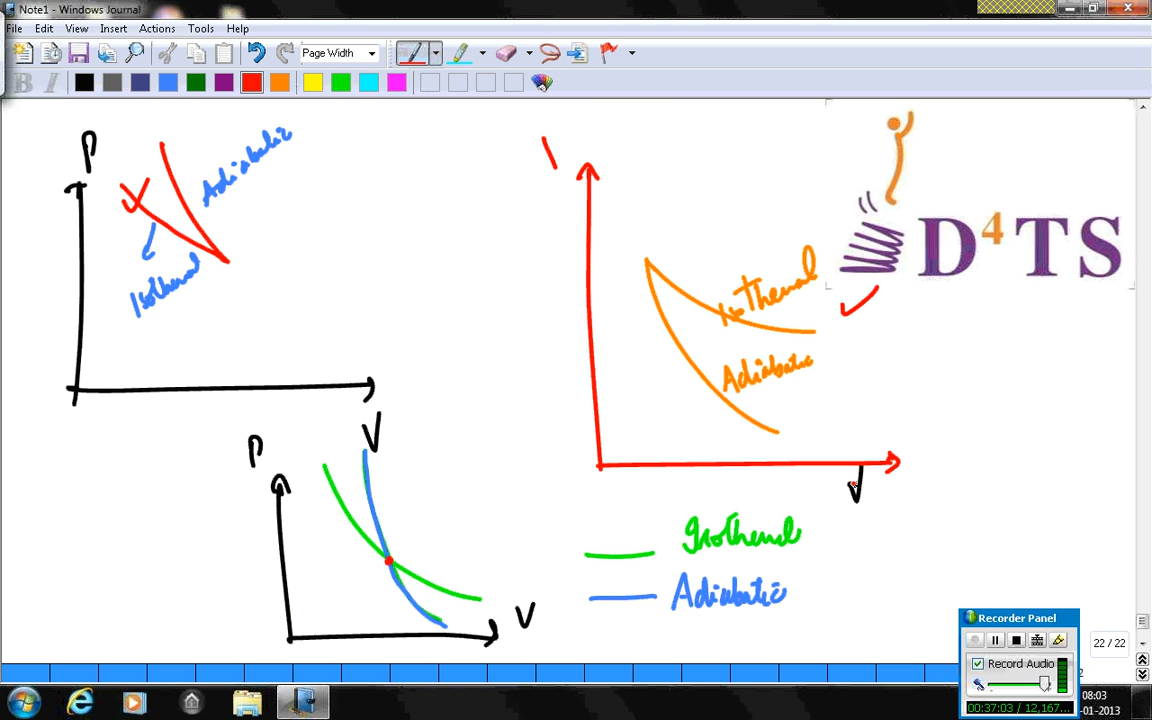 Note1 - Windows Journal
File Edit View Insert Actions Tools Help
Page Width
B I
P
Adiabatic
Isothermal
V
D4TS
Isothermal
Adiabatic
V
P
V
Isothermal
Adiabatic
Recorder Panel
Record Audio
00:37:03 / 12,167...
22 / 22
2
08:03
-01-2013